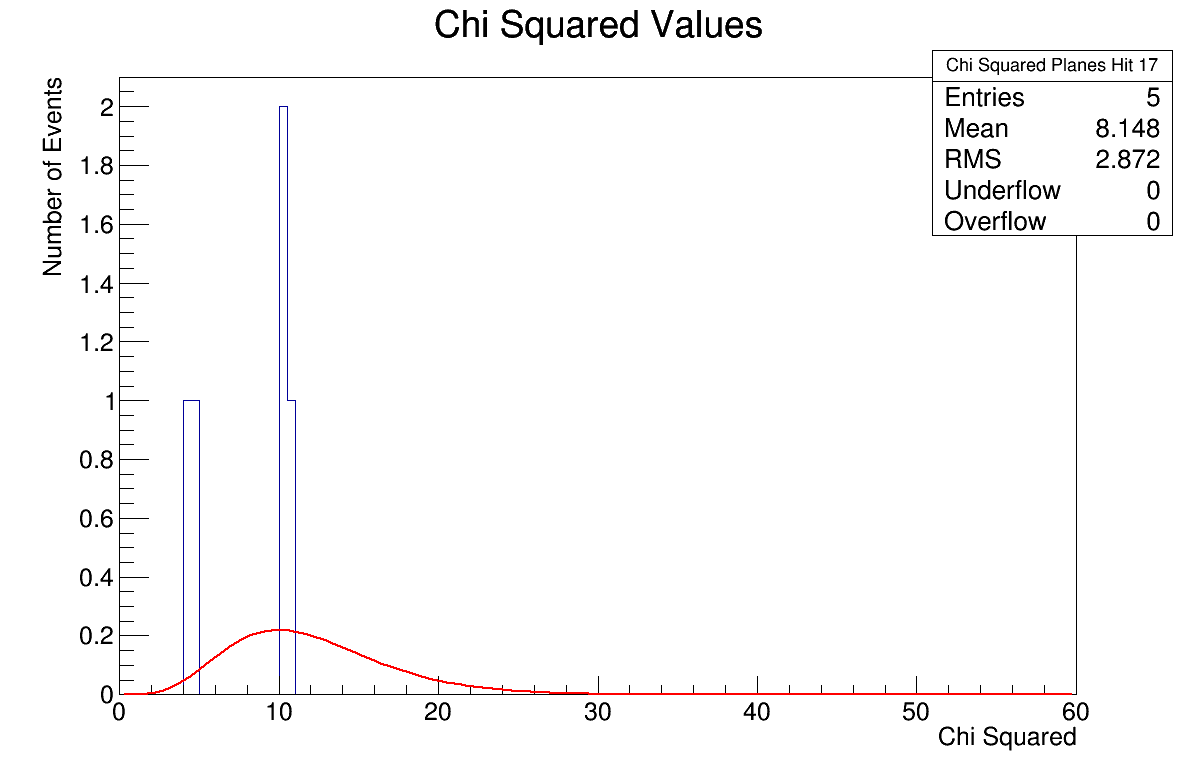 Chi Squared Values
Chi Squared Planes Hit 17
Entries 5
Mean 8.148
RMS 2.872
Underflow 0
Overflow 0
Number of Events
2
1.8
1.6
1.4
1.2
1
0.8
0.6
0.4
0.2
0
0 10 20 30 40 50 60
Chi Squared